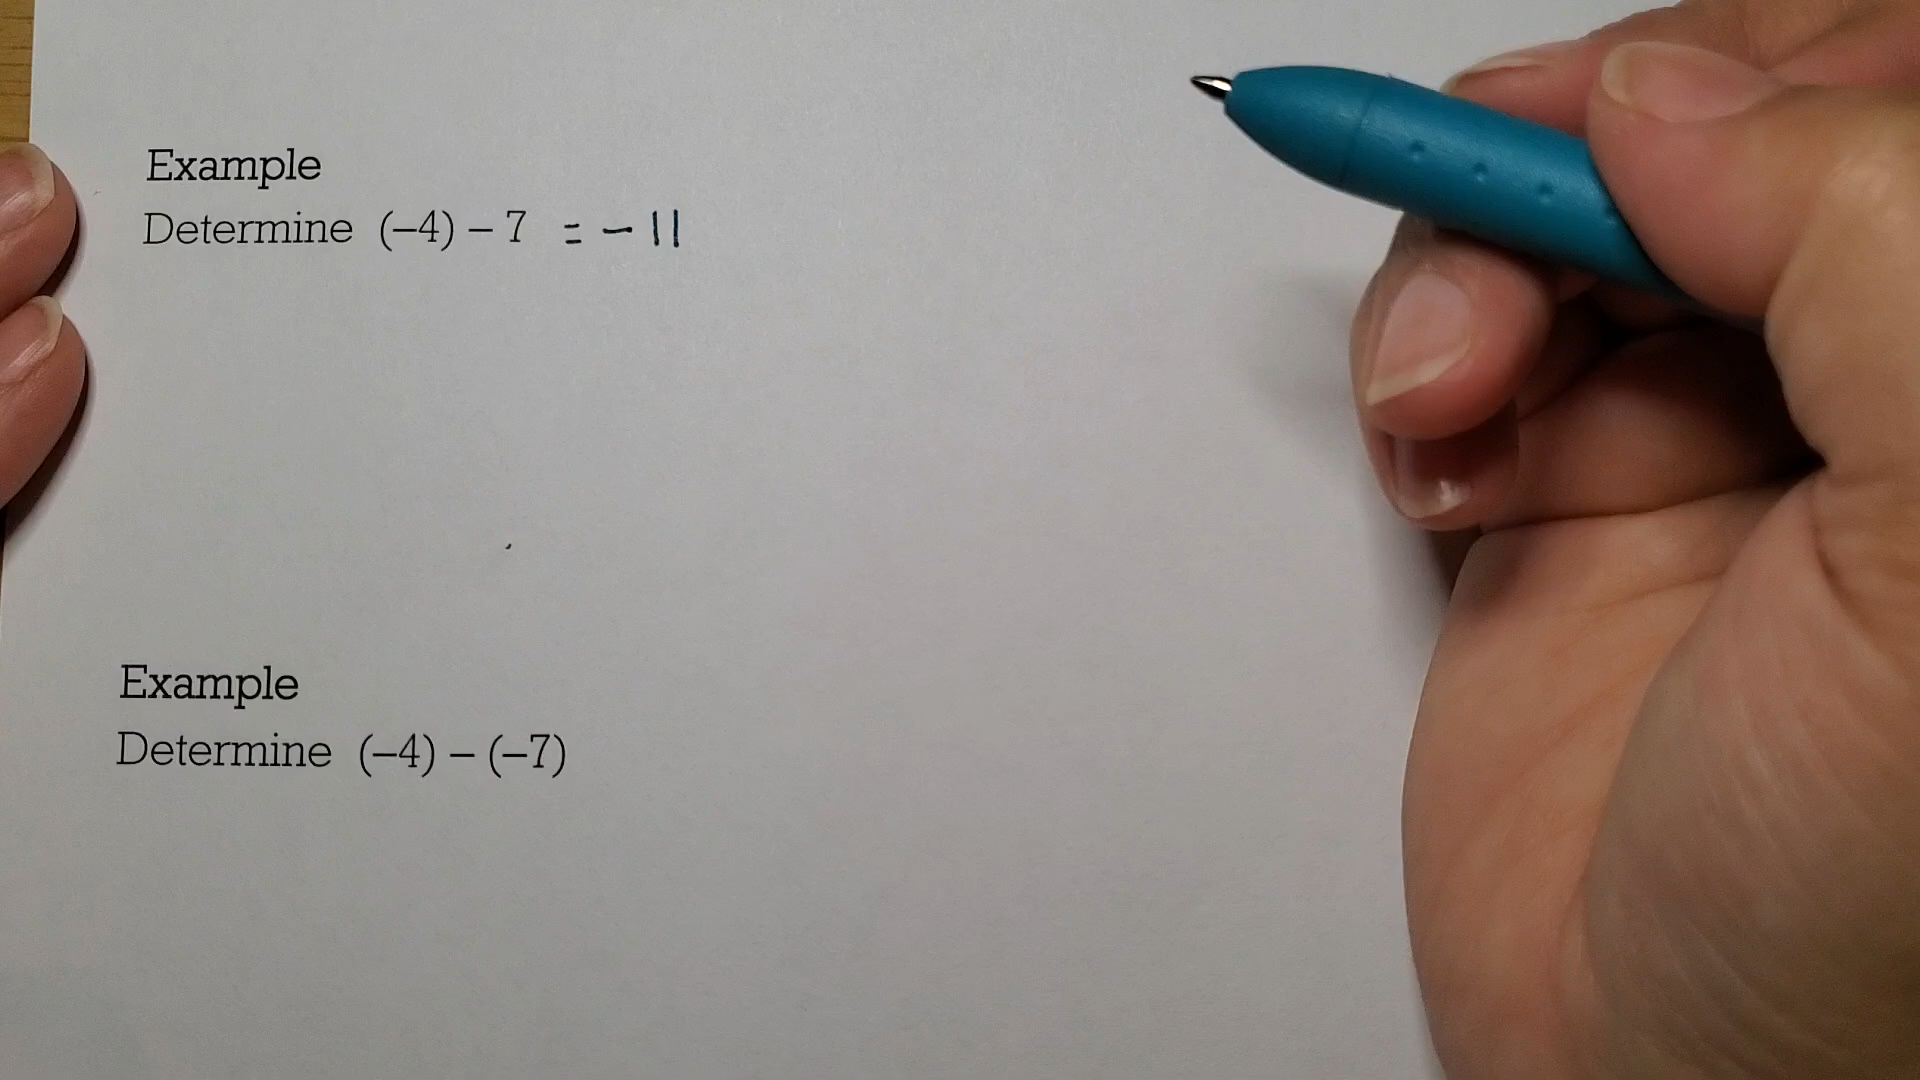 Example
Determine (–4) – 7 = – 11
Example
Determine (–4) – (–7)